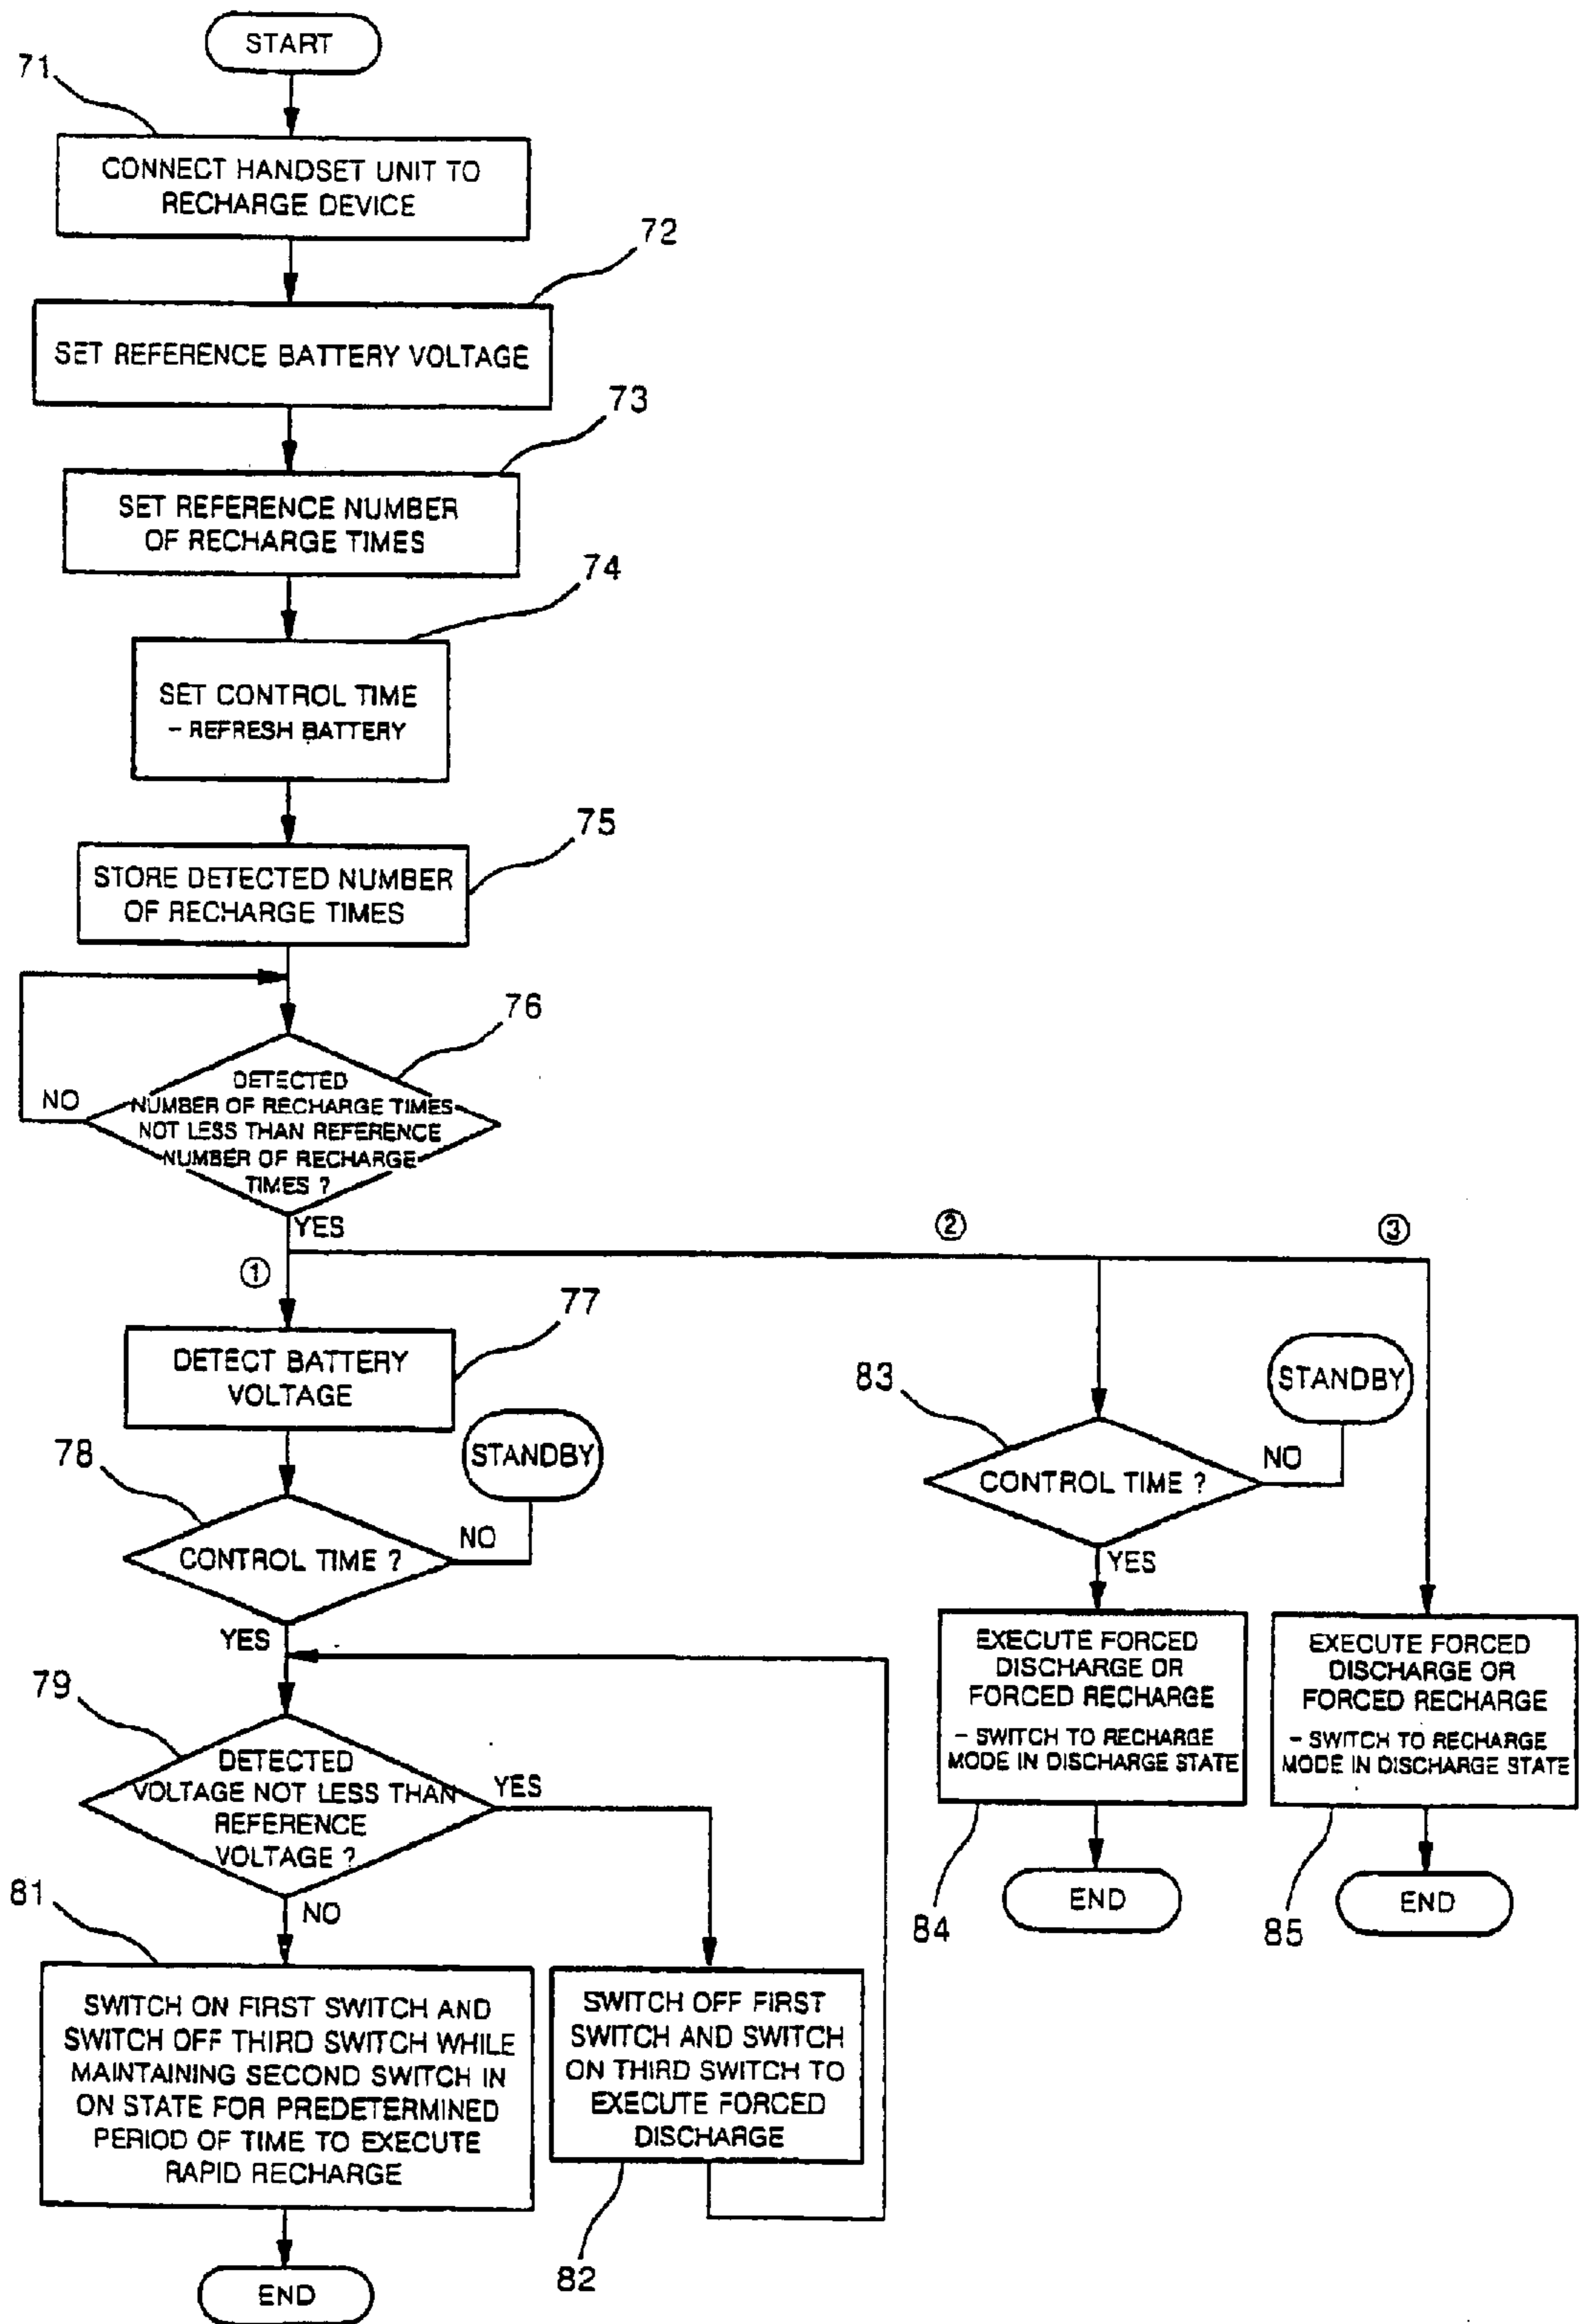 START
71
CONNECT HANDSET UNIT TO
RECHARGE DEVICE
72
SET REFERENCE BATTERY VOLTAGE
73
SET REFERENCE NUMBER
OF RECHARGE TIMES
74
SET CONTROL TIME
- REFRESH BATTERY
75
STORE DETECTED NUMBER
OF RECHARGE TIMES
76
NO
DETECTED
NUMBER OF RECHARGE TIMES
NOT LESS THAN REFERENCE
NUMBER OF RECHARGE
TIMES ?
YES
①
②
③
77
DETECT BATTERY
VOLTAGE
78
STANDBY
CONTROL TIME ?
NO
YES
79
DETECTED
VOLTAGE NOT LESS THAN
REFERENCE
VOLTAGE ?
YES
NO
81
SWITCH ON FIRST SWITCH AND
SWITCH OFF THIRD SWITCH WHILE
MAINTAINING SECOND SWITCH IN
ON STATE FOR PREDETERMINED
PERIOD OF TIME TO EXECUTE
RAPID RECHARGE
END
SWITCH OFF FIRST
SWITCH AND SWITCH
ON THIRD SWITCH TO
EXECUTE FORCED
DISCHARGE
82
83
STANDBY
CONTROL TIME ?
NO
YES
EXECUTE FORCED
DISCHARGE OR
FORCED RECHARGE
- SWITCH TO RECHARGE
MODE IN DISCHARGE STATE
84
END
EXECUTE FORCED
DISCHARGE OR
FORCED RECHARGE
- SWITCH TO RECHARGE
MODE IN DISCHARGE STATE
85
END